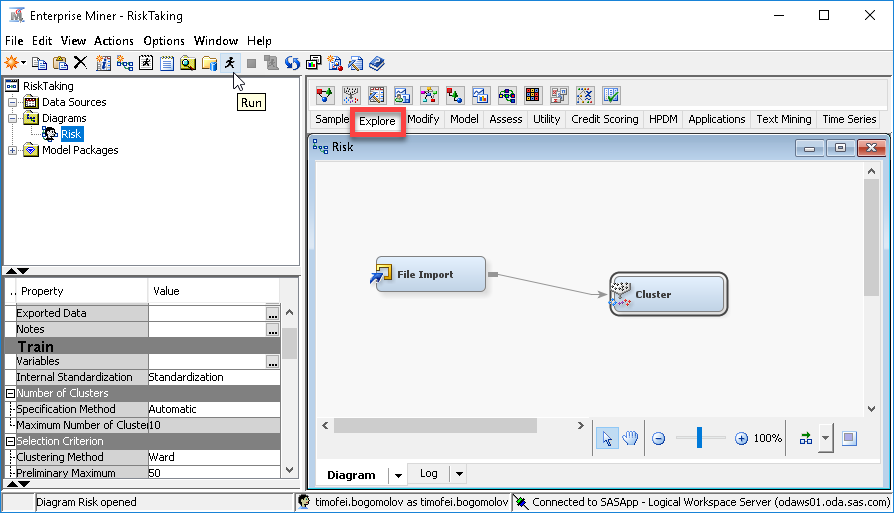 Enterprise Miner - RiskTaking
File Edit View Actions Options Window Help
RiskTaking
Data Sources
Diagrams
Risk
Model Packages
Run
Sample Explore Modify Model Assess Utility Credit Scoring HPDM Applications Text Mining Time Series
Risk
File Import
Cluster
100%
Diagram Log
.. Property Value
Exported Data ...
Notes ...
Train
Variables ...
Internal Standardization Standardization
Number of Clusters
Specification Method Automatic
Maximum Number of Cluster 10
Selection Criterion
Clustering Method Ward
Preliminary Maximum 50
Diagram Risk opened
timofei.bogomolov as timofei.bogomolov
Connected to SASApp - Logical Workspace Server (odaws01.oda.sas.com)